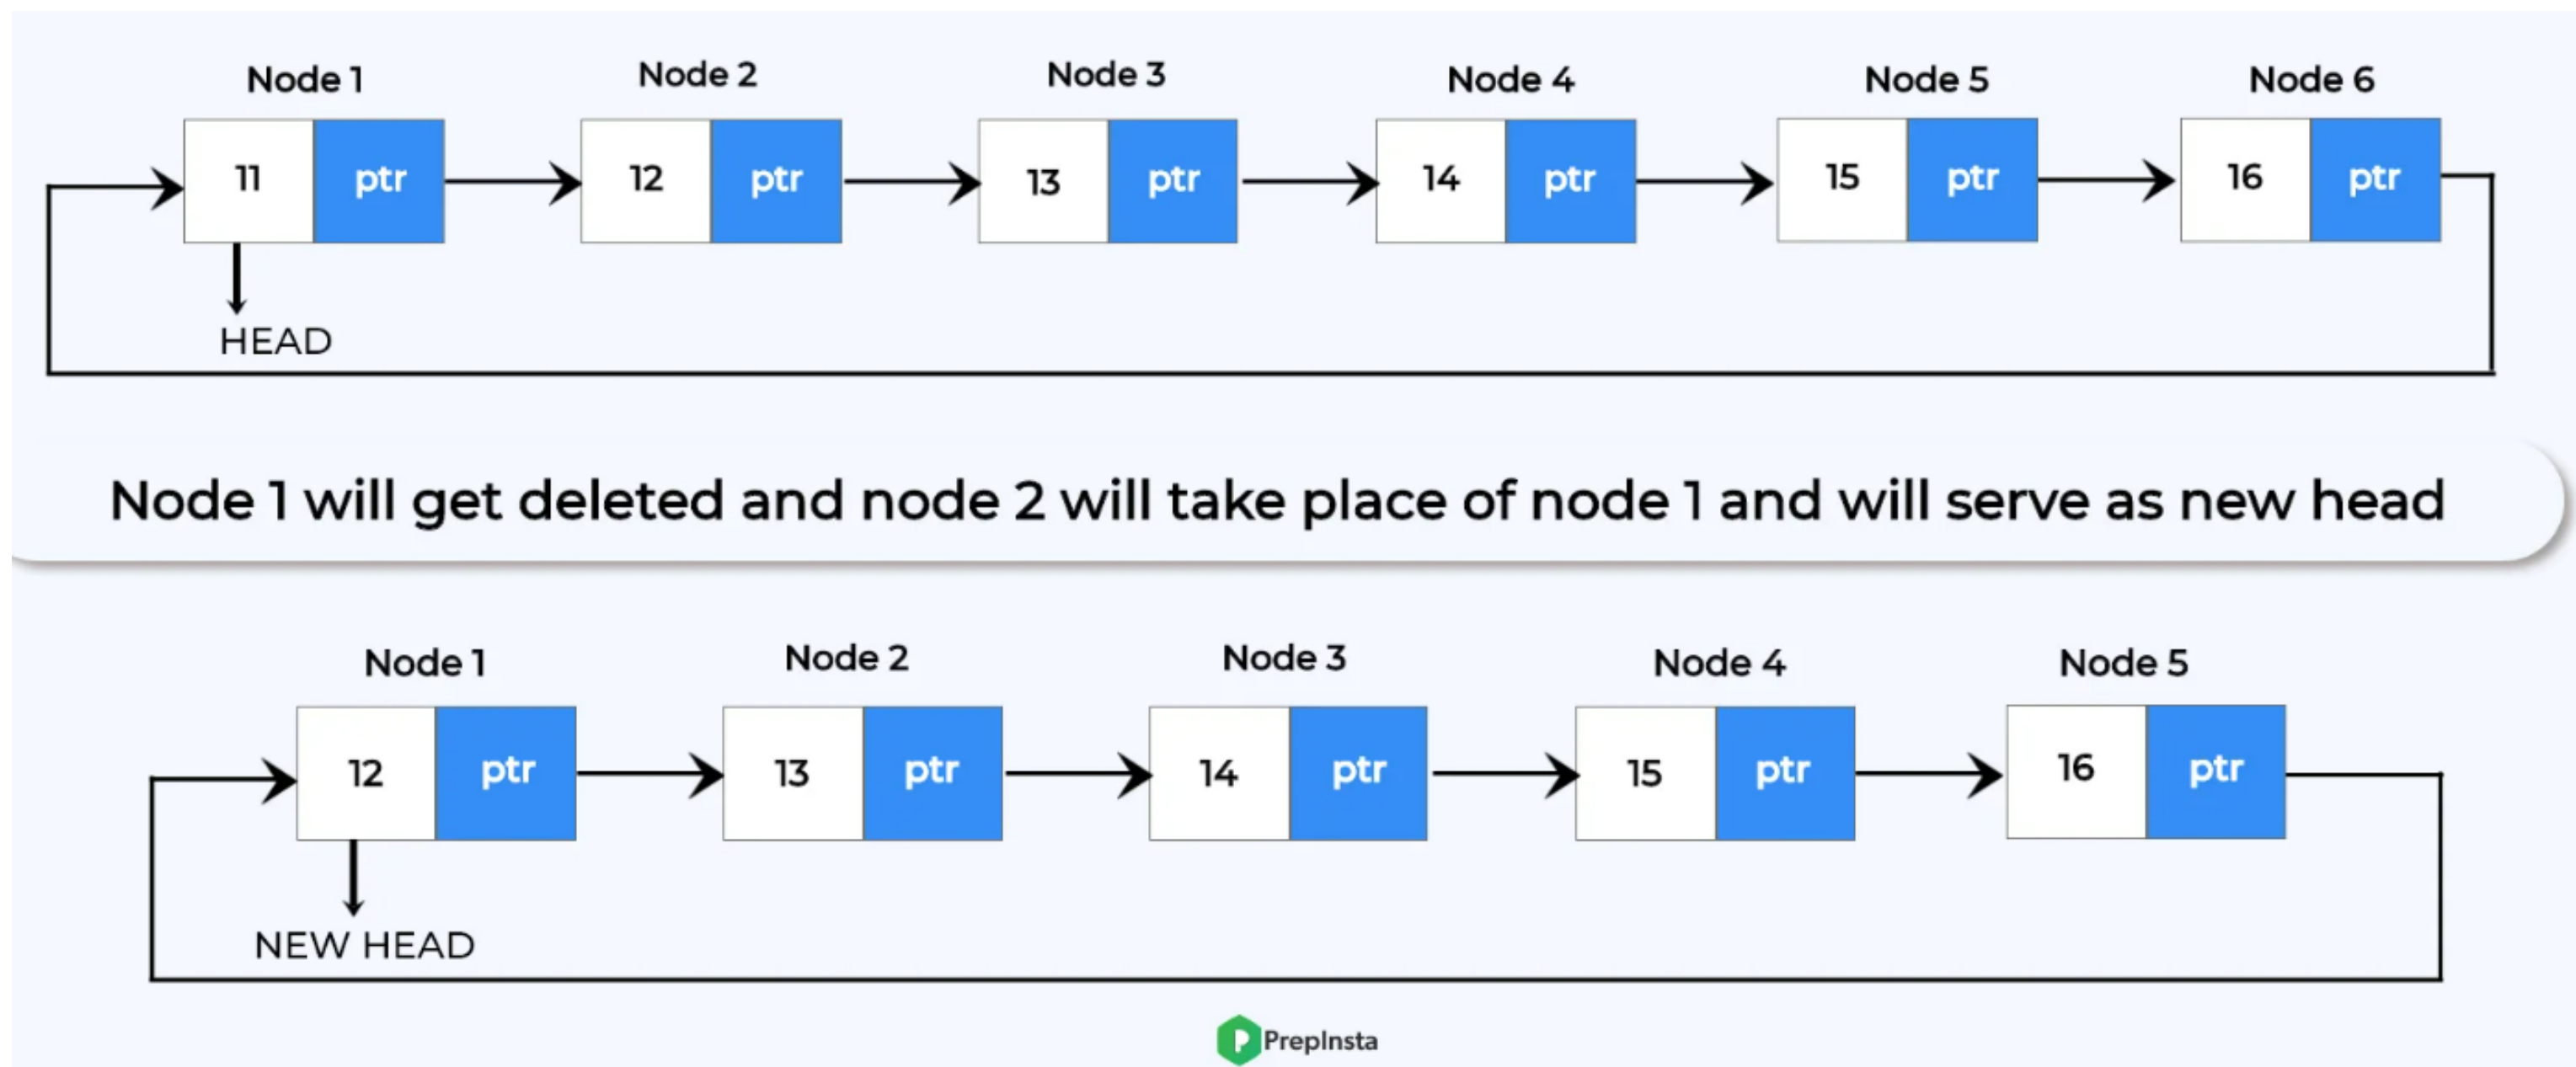 Node 1 Node 2 Node 3 Node 4 Node 5 Node 6
11 ptr 12 ptr 13 ptr 14 ptr 15 ptr 16 ptr
HEAD
Node 1 will get deleted and node 2 will take place of node 1 and will serve as new head
Node 1 Node 2 Node 3 Node 4 Node 5
12 ptr 13 ptr 14 ptr 15 ptr 16 ptr
NEW HEAD
PrepInsta